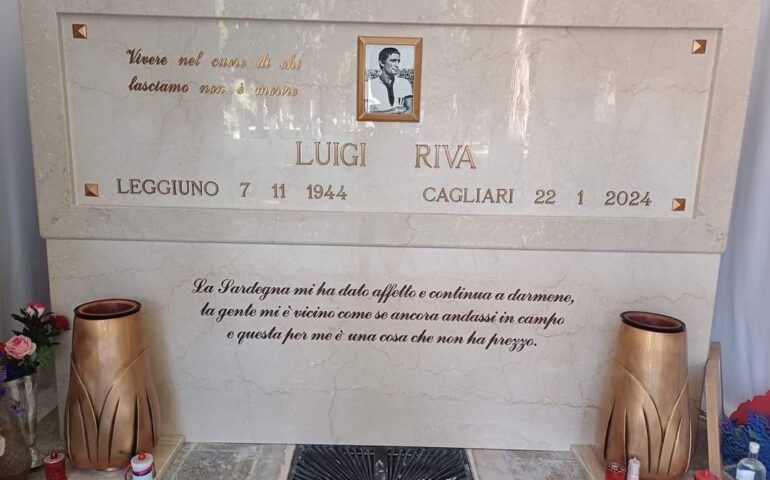 Vivere nel cuore di chi
lasciamo non è morire
LUIGI RIVA
LEGGIUNO 7 11 1944 CAGLIARI 22 1 2024
La Sardegna mi ha dato affetto e continua a darmene,
la gente mi è vicino come se ancora andassi in campo
e questa per me è una cosa che non ha prezzo.